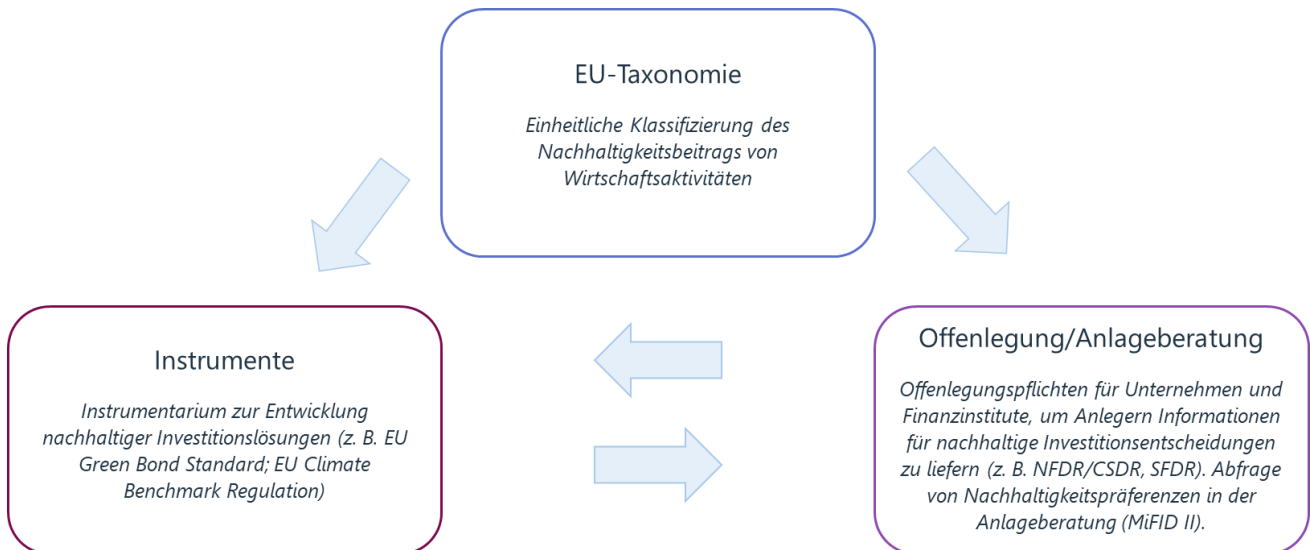 EU-Taxonomie
Einheitliche Klassifizierung des
Nachhaltigkeitsbeitrags von
Wirtschaftsaktivitäten
Instrumente
Instrumentarium zur Entwicklung
nachhaltiger Investitionslösungen (z. B. EU
Green Bond Standard; EU Climate
Benchmark Regulation)
Offenlegung/Anlageberatung
Offenlegungspflichten für Unternehmen und
Finanzinstitute, um Anlegern Informationen
für nachhaltige Investitionsentscheidungen
zu liefern (z. B. NFDR/CSDR, SFDR). Abfrage
von Nachhaltigkeitspräferenzen in der
Anlageberatung (MiFID II).